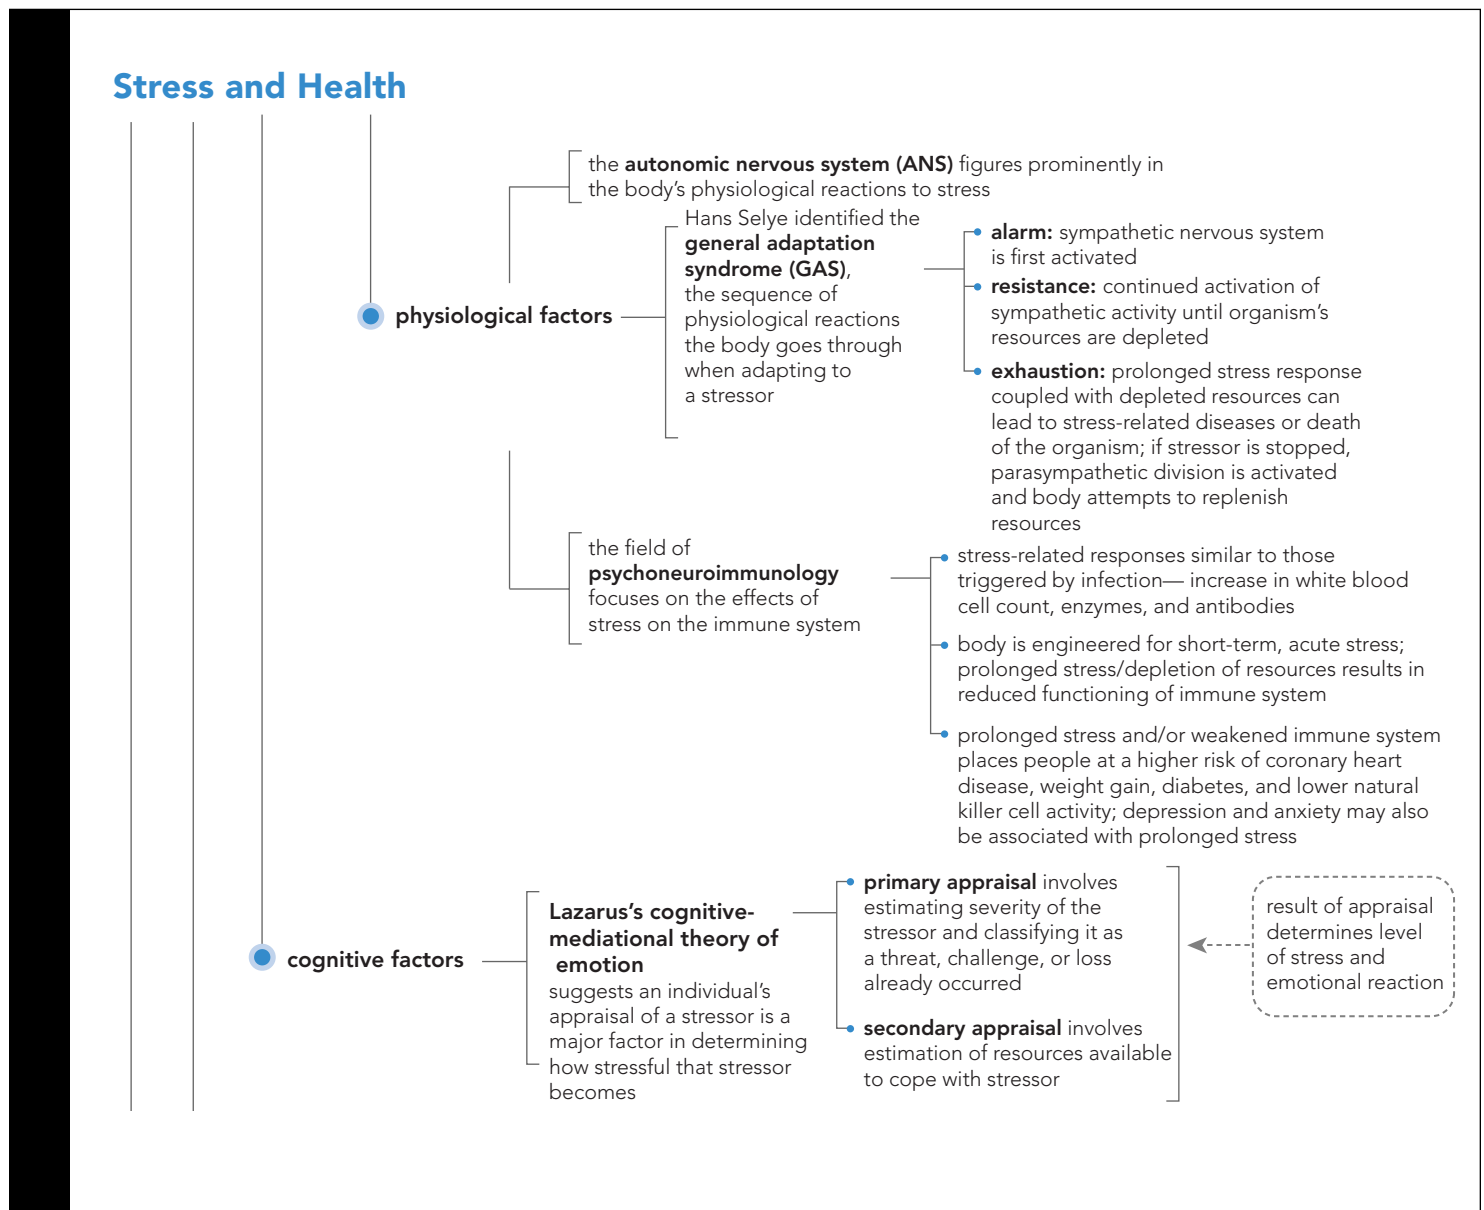 Stress and Health
the autonomic nervous system (ANS) figures prominently in
the body’s physiological reactions to stress
physiological factors
Hans Selye identified the
general adaptation
syndrome (GAS),
the sequence of
physiological reactions
the body goes through
when adapting to
a stressor
alarm: sympathetic nervous system
is first activated
resistance: continued activation of
sympathetic activity until organism’s
resources are depleted
exhaustion: prolonged stress response
coupled with depleted resources can
lead to stress-related diseases or death
of the organism; if stressor is stopped,
parasympathetic division is activated
and body attempts to replenish
resources
the field of
psychoneuroimmunology
focuses on the effects of
stress on the immune system
stress-related responses similar to those
triggered by infection— increase in white blood
cell count, enzymes, and antibodies
body is engineered for short-term, acute stress;
prolonged stress/depletion of resources results in
reduced functioning of immune system
prolonged stress and/or weakened immune system
places people at a higher risk of coronary heart
disease, weight gain, diabetes, and lower natural
killer cell activity; depression and anxiety may also
be associated with prolonged stress
cognitive factors
Lazarus’s cognitive-
mediational theory of
emotion
suggests an individual’s
appraisal of a stressor is a
major factor in determining
how stressful that stressor
becomes
primary appraisal involves
estimating severity of the
stressor and classifying it as
a threat, challenge, or loss
already occurred
secondary appraisal involves
estimation of resources available
to cope with stressor
result of appraisal
determines level
of stress and
emotional reaction